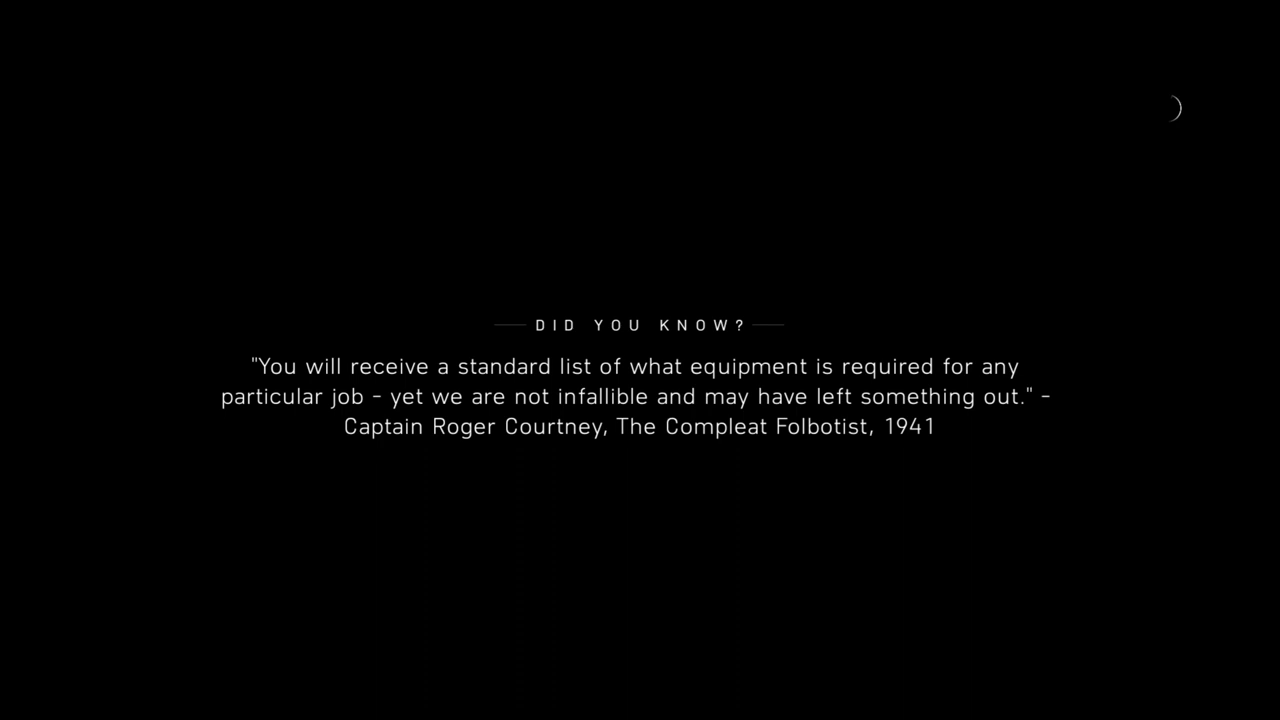 DID YOU KNOW?
"You will receive a standard list of what equipment is required for any
particular job - yet we are not infallible and may have left something out." -
Captain Roger Courtney, The Compleat Folbotist, 1941